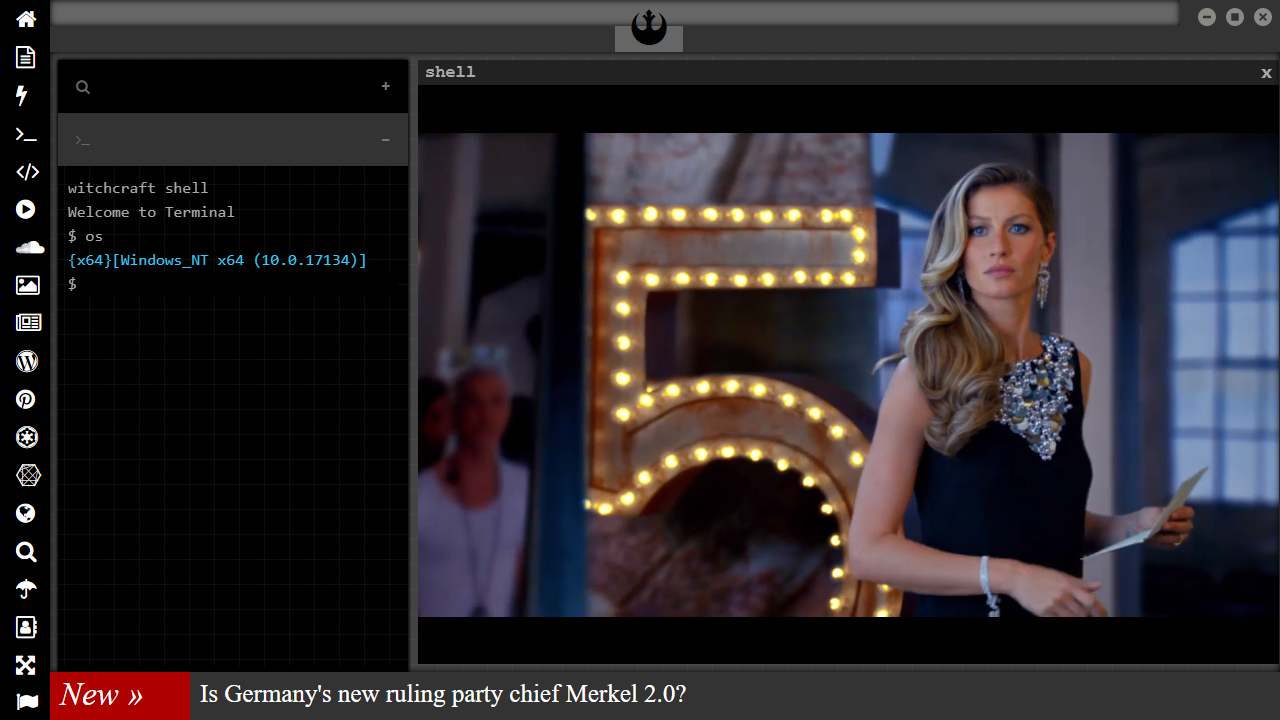 shell
x
+
>_
−
witchcraft shell
Welcome to Terminal
$ os
{x64}[Windows_NT x64 (10.0.17134)]
$
5
New » Is Germany's new ruling party chief Merkel 2.0?